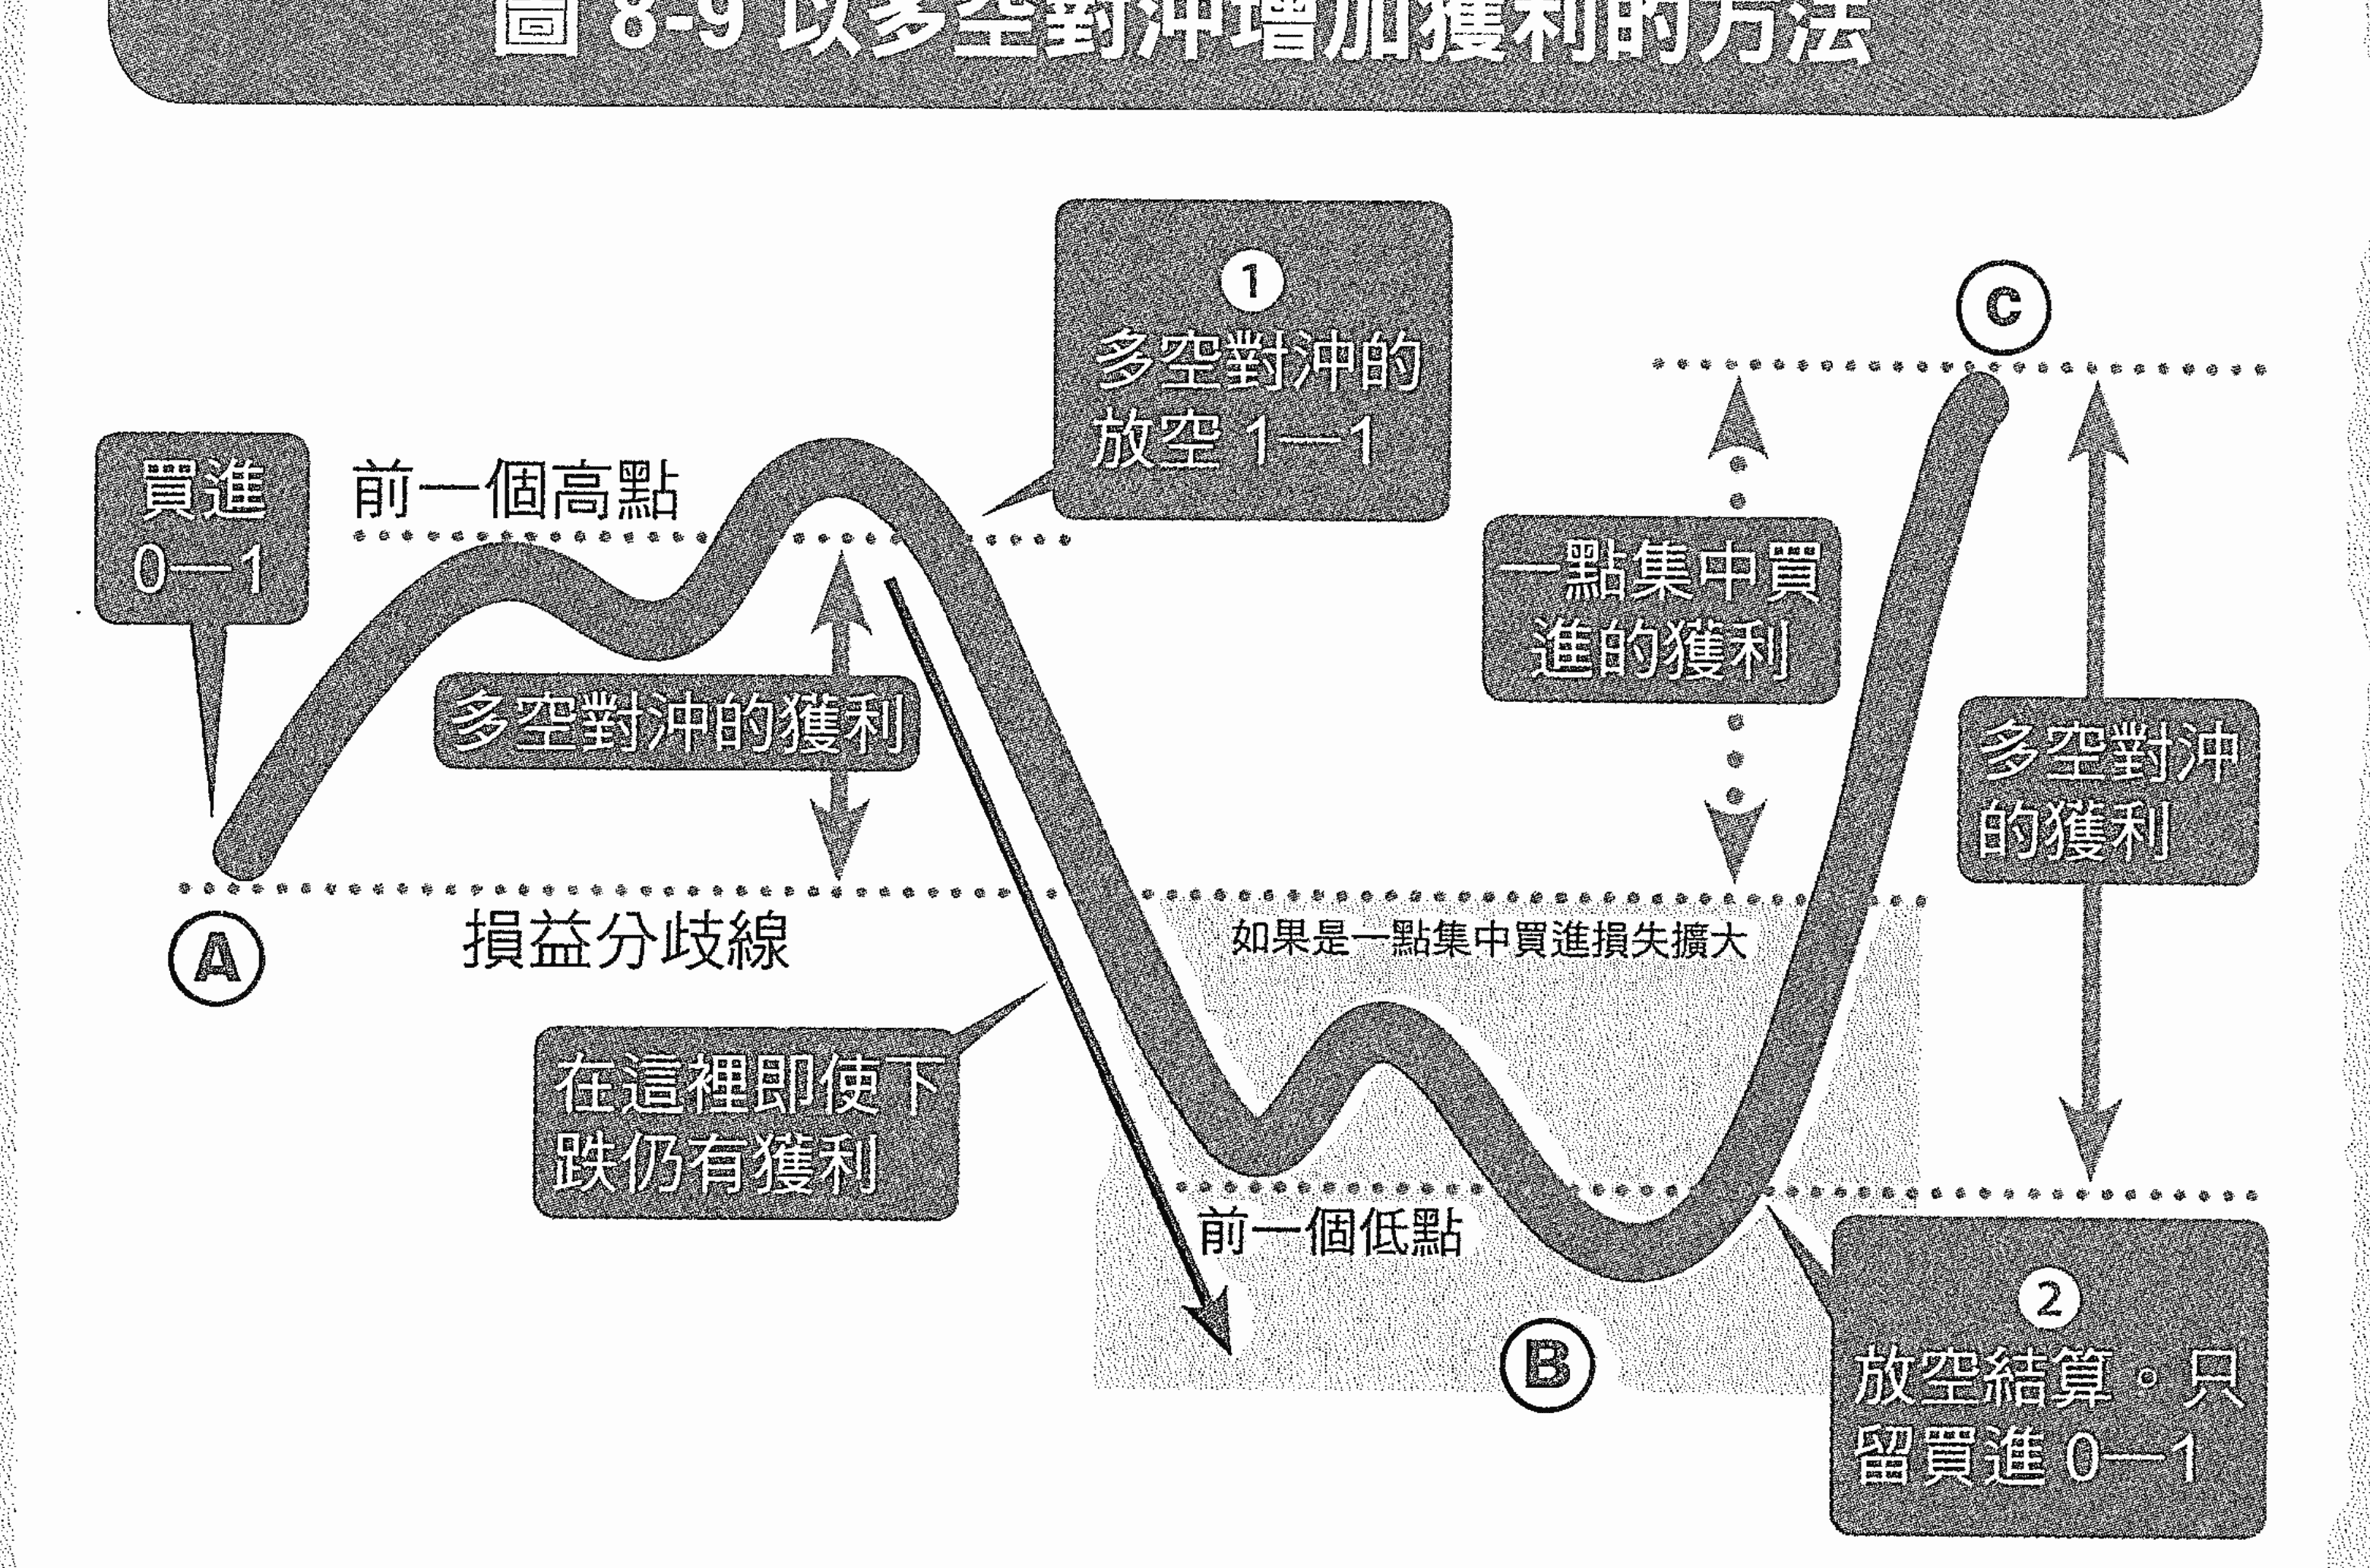 圖 8-9 以多空對沖增加獲利的方法
1
多空對沖的
放空 1—1
C
買進
0—1
前一個高點
一點集中買
進的獲利
多空對沖的獲利
多空對沖
的獲利
A
損益分歧線
如果是一點集中買進損失擴大
在這裡即使下
跌仍有獲利
前一個低點
B
2
放空結算。只
留買進 0—1